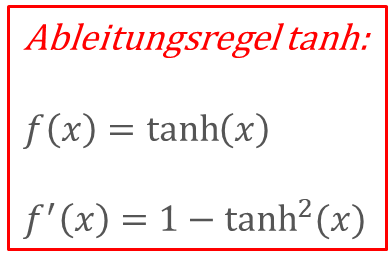 Ableitungsregel tanh:
f(x) = tanh(x)
f'(x) = 1 − tanh²(x)